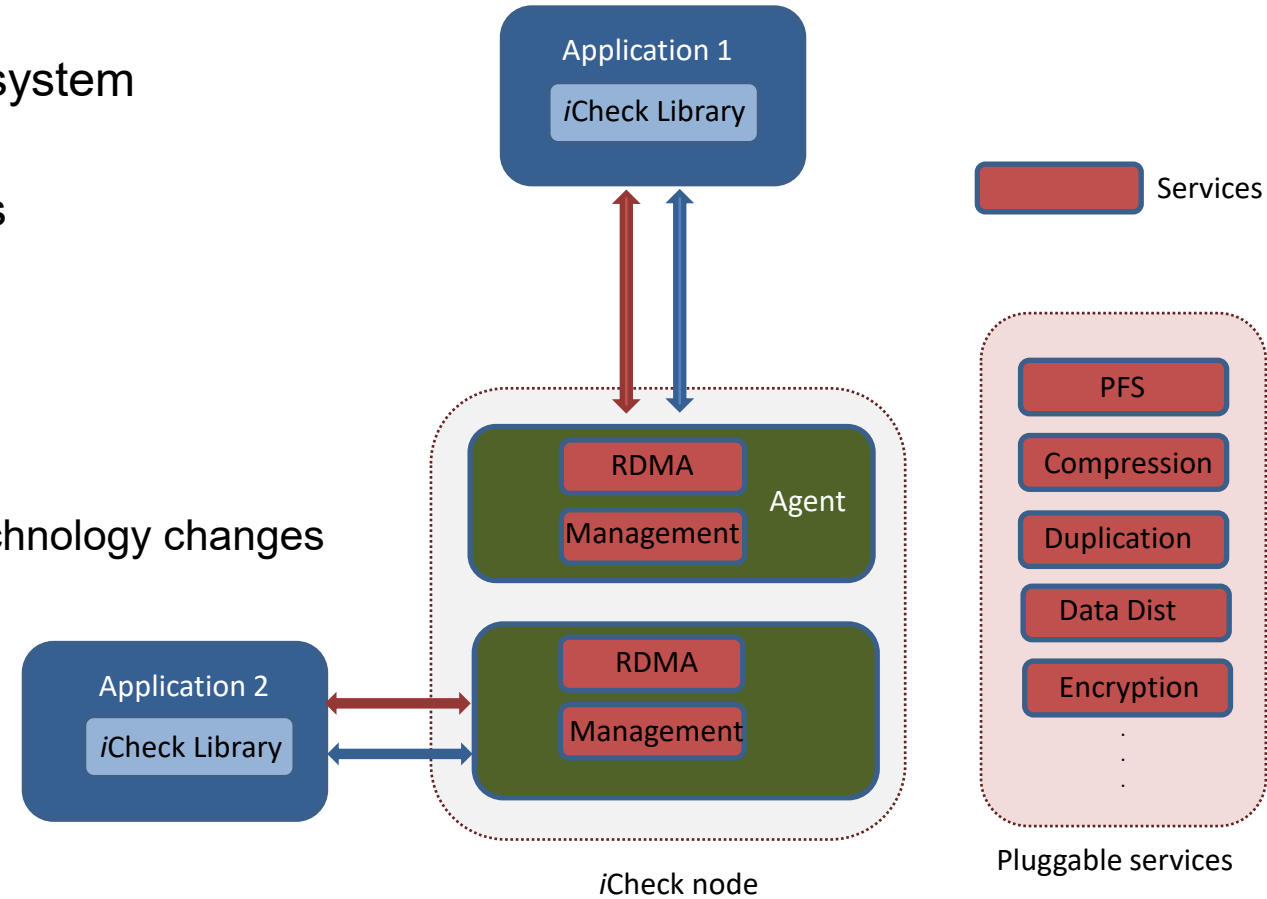 system
s
chnology changes
Application 1
iCheck Library
Services
RDMA
Management
Agent
RDMA
Management
Application 2
iCheck Library
iCheck node
PFS
Compression
Duplication
Data Dist
Encryption
.
.
.
Pluggable services